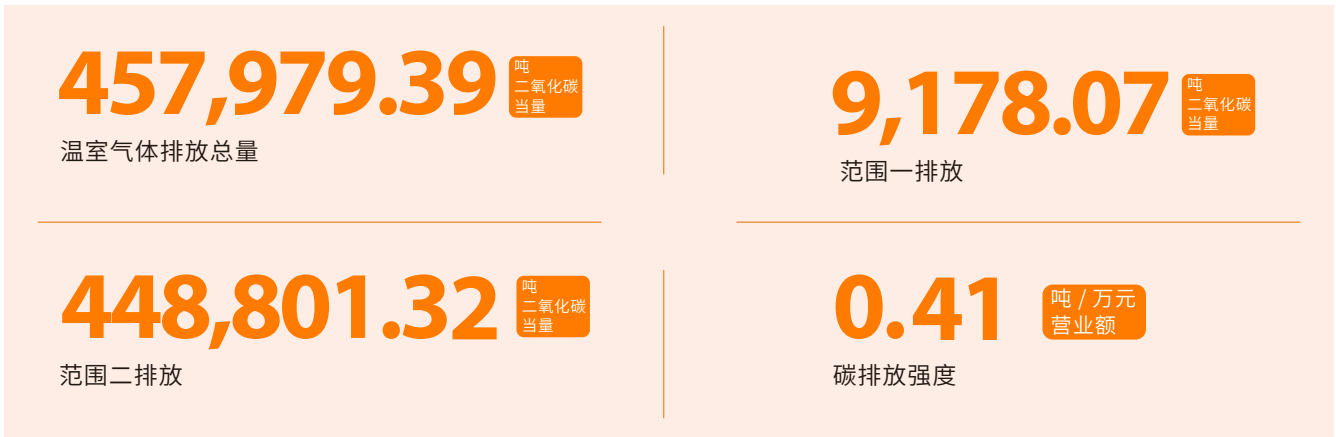 457,979.39
吨
二氧化碳
当量
温室气体排放总量
9,178.07
吨
二氧化碳
当量
范围一排放
448,801.32
吨
二氧化碳
当量
范围二排放
0.41
吨 / 万元
营业额
碳排放强度